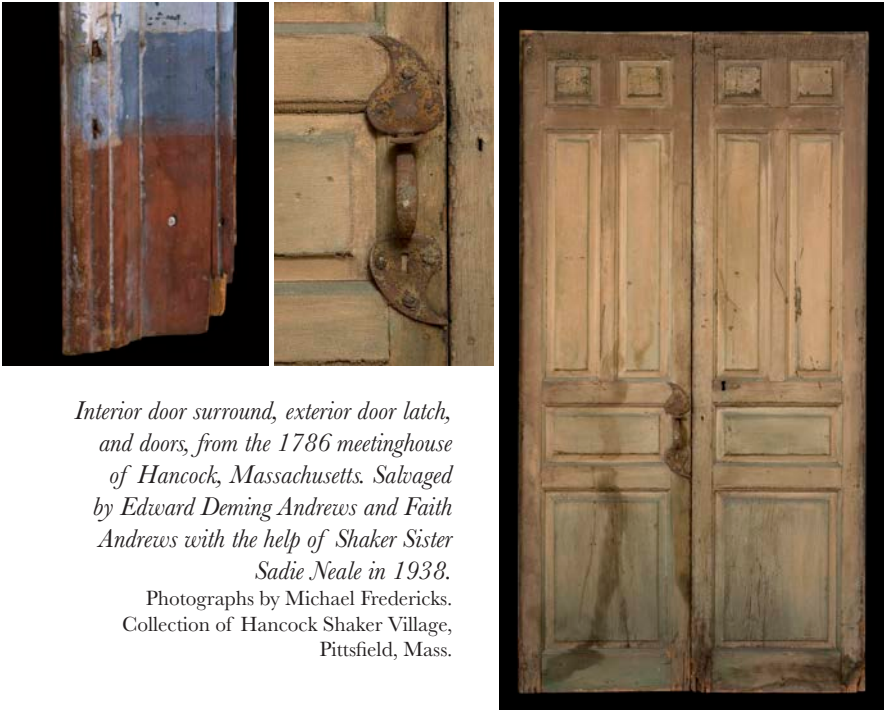 Interior door surround, exterior door latch,
and doors, from the 1786 meetinghouse
of Hancock, Massachusetts. Salvaged
by Edward Deming Andrews and Faith
Andrews with the help of Shaker Sister
Sadie Neale in 1938.
Photographs by Michael Fredericks.
Collection of Hancock Shaker Village,
Pittsfield, Mass.